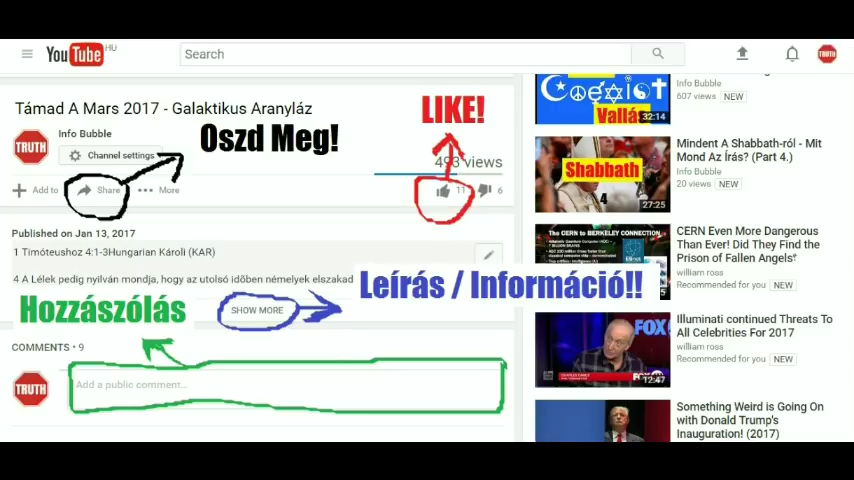 YouTube HU
Search
TRUTH
Támad A Mars 2017 - Galaktikus Aranyláz
LIKE!
Info Bubble
Oszd Meg!
TRUTH
Channel settings
493 views
Add to
Share
More
11
6
Published on Jan 13, 2017
1 Timóteushoz 4:1-3Hungarian Károli (KAR)
4 A Lélek pedig nyilván mondja, hogy az utolsó időben némelyek elszakad
Leírás / Információ!!
Hozzászólás
SHOW MORE
COMMENTS • 9
TRUTH
Add a public comment...
Coexist
Vallás
32:14
Info Bubble
607 views NEW
Shabbath
4
27:25
Mindent A Shabbath-ról - Mit
Mond Az Írás? (Part 4.)
Info Bubble
20 views NEW
The CERN to BERKELEY CONNECTION
CERN Even More Dangerous
Than Ever! Did They Find the
Prison of Fallen Angels"
william ross
Recommended for you NEW
FOX
12:47
Illuminati continued Threats To
All Celebrities For 2017
william ross
Recommended for you NEW
Something Weird is Going On
with Donald Trump's
Inauguration! (2017)